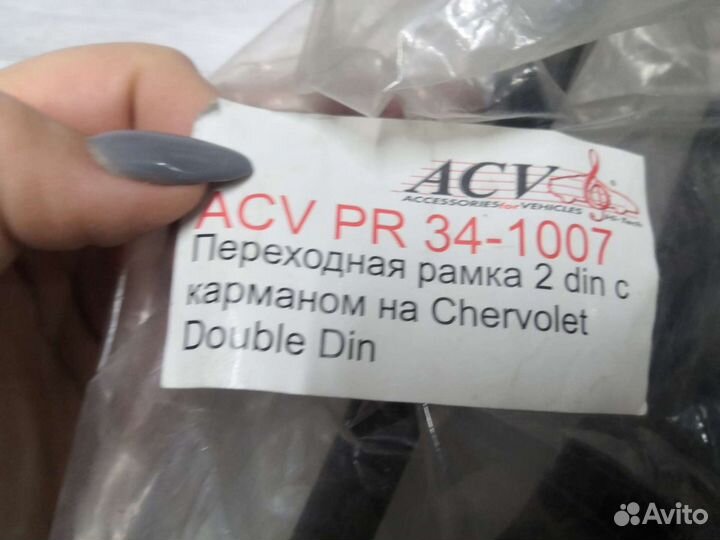 ACV
ACCESSORIES for VEHICLES
ACV PR 34-1007
Переходная рамка 2 din с
карманом на Chervolet
Double Din
Avito